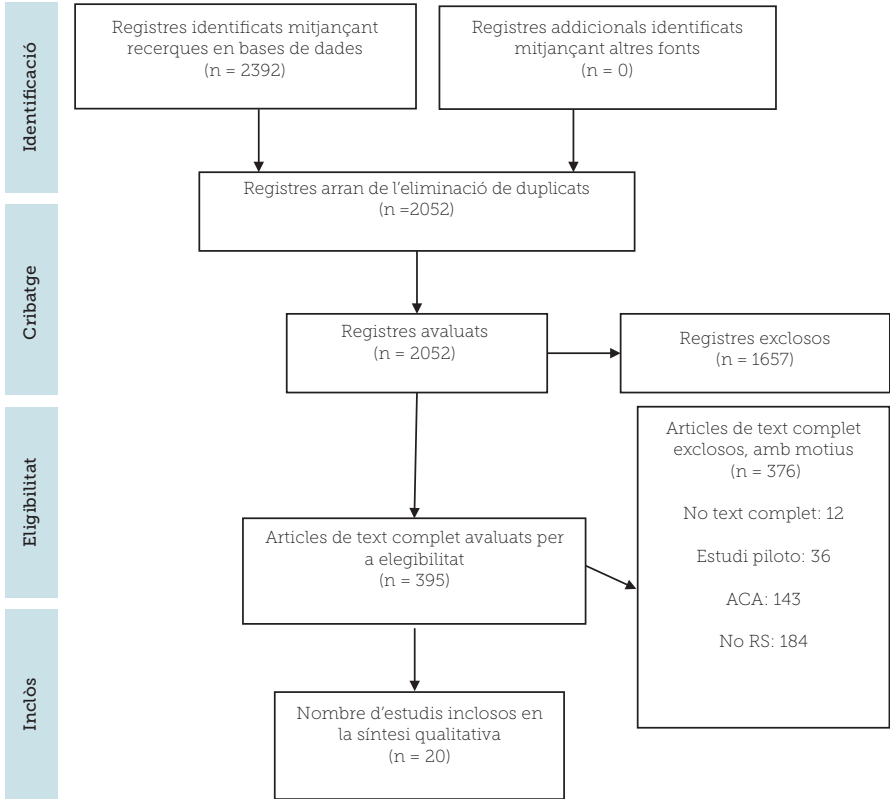 Identificació
Registres identificats mitjançant
recerques en bases de dades
(n = 2392)
Registres addicionals identificats
mitjançant altres fonts
(n = 0)
Registres arran de l’eliminació de duplicats
(n =2052)
Cribatge
Registres avaluats
(n = 2052)
Registres exclosos
(n = 1657)
Eligibilitat
Articles de text complet avaluats per
a elegibilitat
(n = 395)
Articles de text complet
exclosos, amb motius
(n = 376)
No text complet: 12
Estudi piloto: 36
ACA: 143
No RS: 184
Inclòs
Nombre d’estudis inclosos en
la síntesi qualitativa
(n = 20)